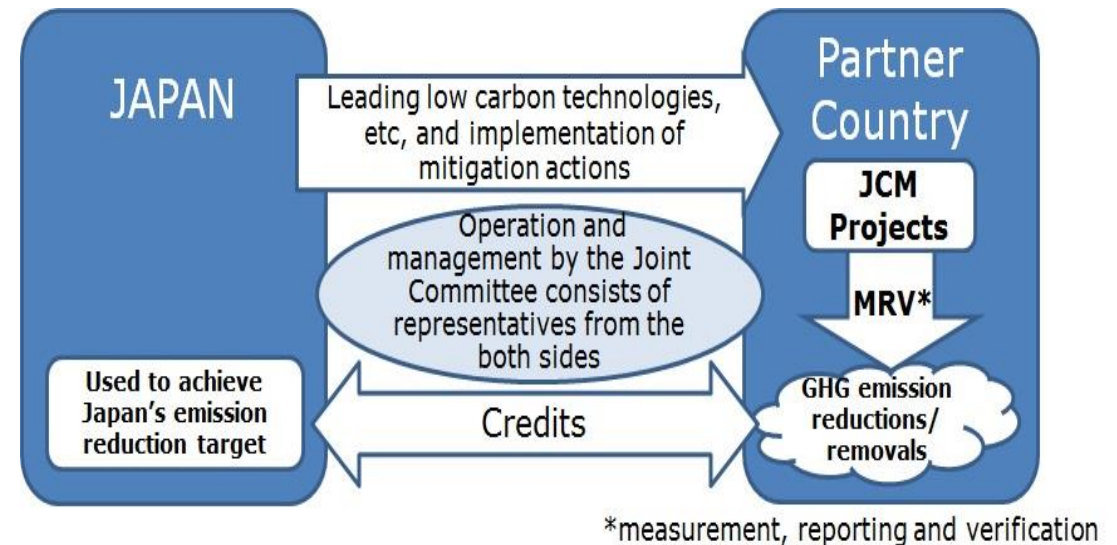 JAPAN
Leading low carbon technologies,
etc, and implementation of
mitigation actions
Partner
Country
JCM
Projects
Operation and
management by the Joint
Committee consists of
representatives from the
both sides
MRV*
Used to achieve
Japan’s emission
reduction target
Credits
GHG emission
reductions/
removals
*measurement, reporting and verification